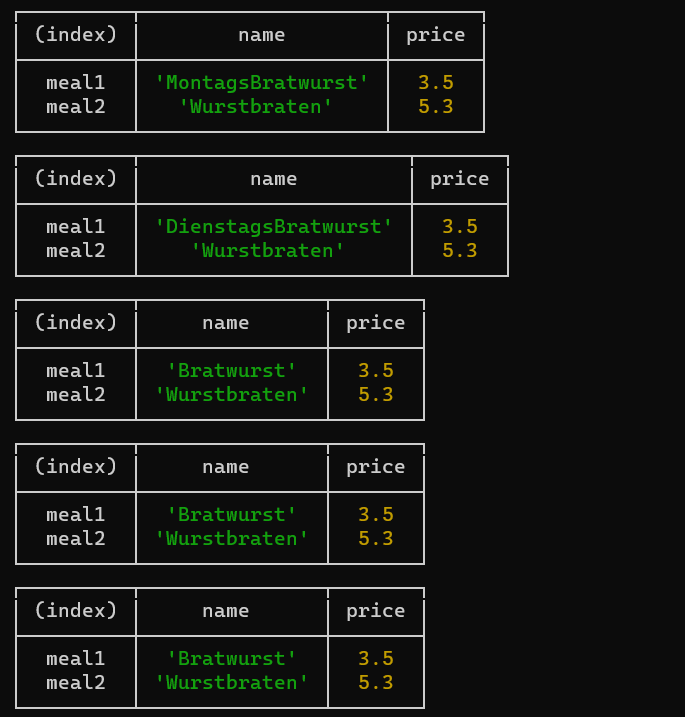 (index) name price
meal1 'MontagsBratwurst' 3.5
meal2 'Wurstbraten' 5.3
(index) name price
meal1 'DienstagsBratwurst' 3.5
meal2 'Wurstbraten' 5.3
(index) name price
meal1 'Bratwurst' 3.5
meal2 'Wurstbraten' 5.3
(index) name price
meal1 'Bratwurst' 3.5
meal2 'Wurstbraten' 5.3
(index) name price
meal1 'Bratwurst' 3.5
meal2 'Wurstbraten' 5.3